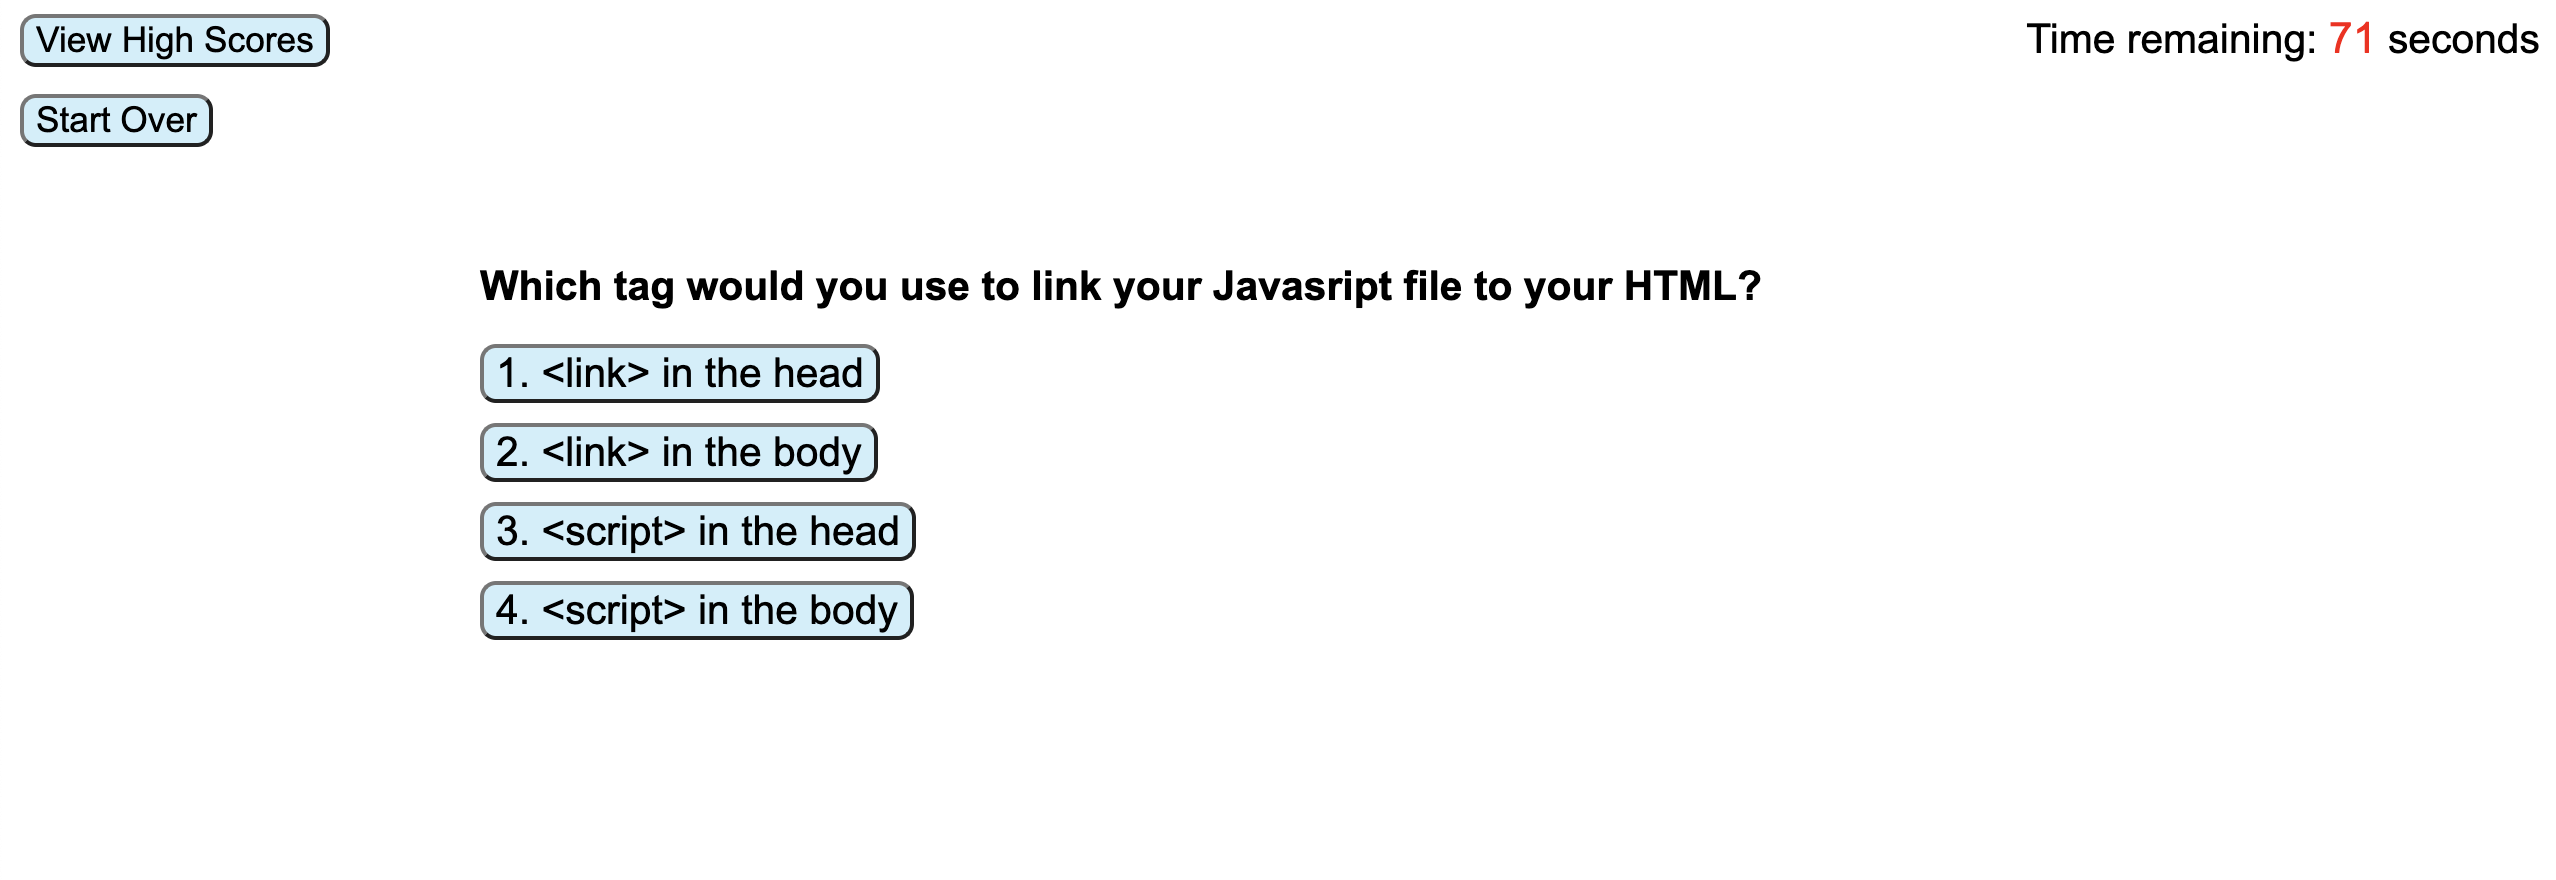 View High Scores
Time remaining: 71 seconds
Start Over
Which tag would you use to link your Javasript file to your HTML?
1. <link> in the head
2. <link> in the body
3. <script> in the head
4. <script> in the body